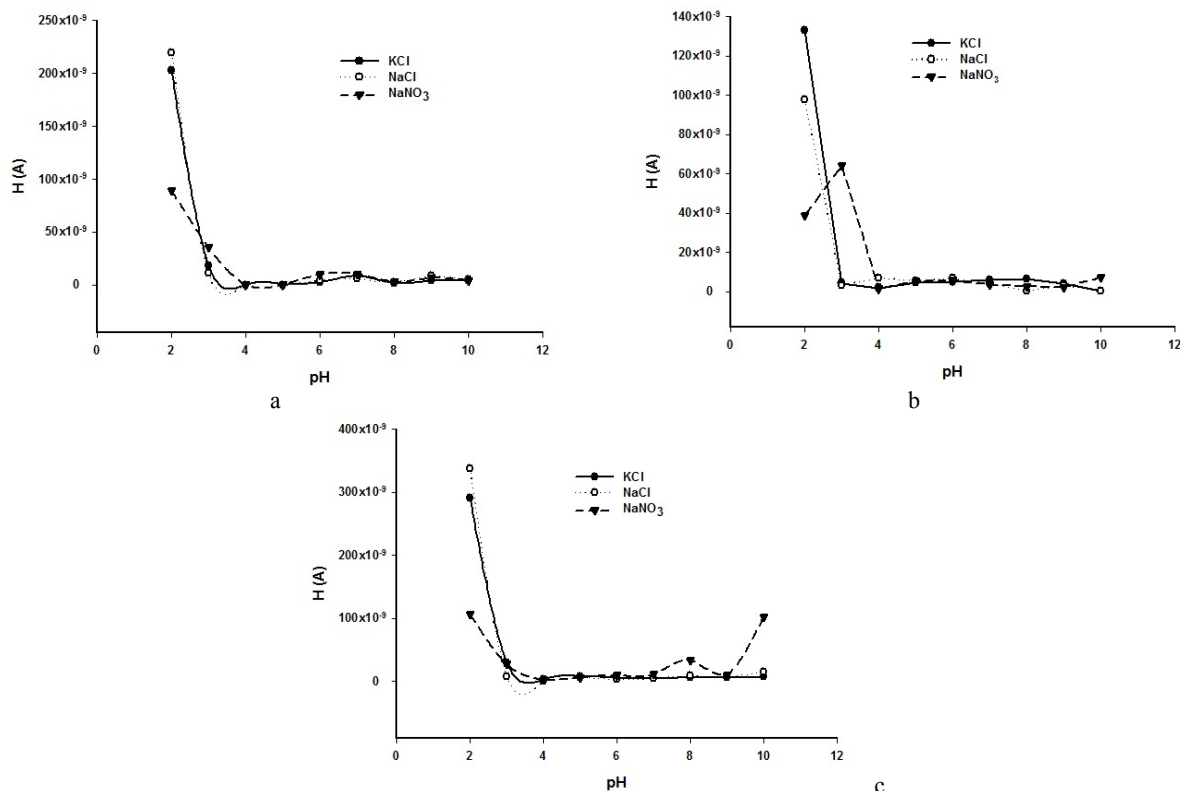 250x10-9
200x10-9
150x10-9
100x10-9
50x10-9
0
H (A)
KCl
NaCl
NaNO3
0 2 4 6 8 10 12
pH
a
140x10-9
120x10-9
100x10-9
80x10-9
60x10-9
40x10-9
20x10-9
0
H (A)
KCl
NaCl
NaNO3
0 2 4 6 8 10 12
pH
b
400x10-9
300x10-9
200x10-9
100x10-9
0
H (A)
KCl
NaCl
NaNO3
0 2 4 6 8 10 12
pH
c